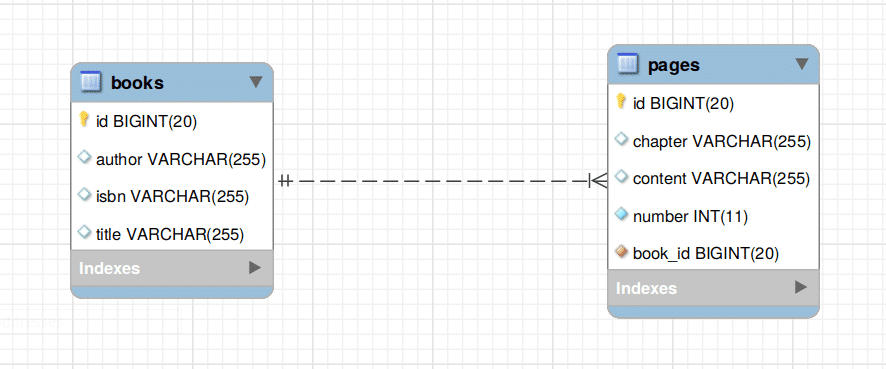 books
id BIGINT(20)
author VARCHAR(255)
isbn VARCHAR(255)
title VARCHAR(255)
Indexes
pages
id BIGINT(20)
chapter VARCHAR(255)
content VARCHAR(255)
number INT(11)
book_id BIGINT(20)
Indexes